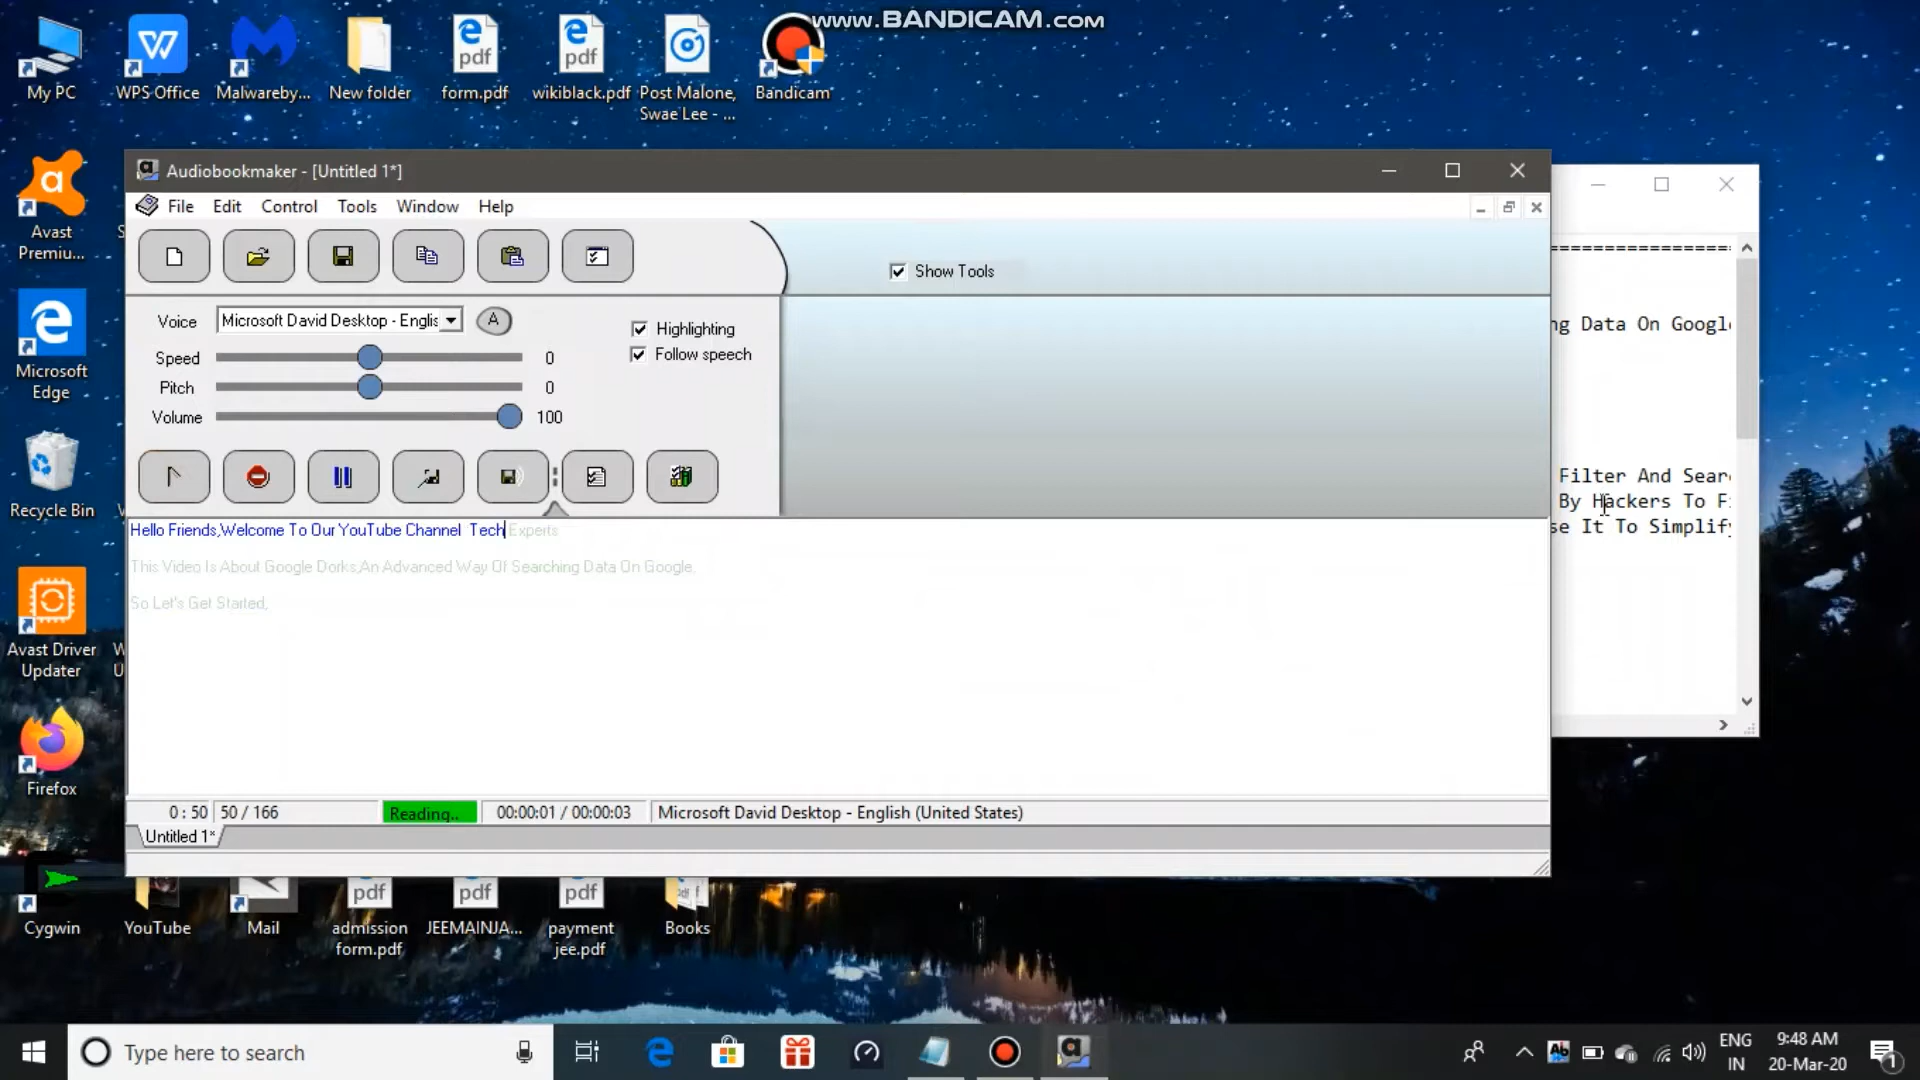 www.BANDICAM.com
My PC
WPS Office
Malwareby...
New folder
pdf
form.pdf
pdf
wikiblack.pdf
Post Malone,
Swae Lee - ...
Bandicam
Avast
Premiu...
Microsoft
Edge
Recycle Bin
Avast Driver
Updater
Firefox
Audiobookmaker - [Untitled 1*]
File Edit Control Tools Window Help
Show Tools
Voice Microsoft David Desktop - Englis A
Highlighting
Speed 0
Follow speech
Pitch 0
Volume 100
Hello Friends,Welcome To Our YouTube Channel Tech Experts
This Video Is About Google Dorks,An Advanced Way Of Searching Data On Google.
So Let's Get Started,
0 : 50 50 / 166 Reading.. 00:00:01 / 00:00:03 Microsoft David Desktop - English (United States)
Untitled 1*
====================
ng Data On Googl
Filter And Sear
By Hackers To F
se It To Simplify
Cygwin
YouTube
Mail
pdf
admission
form.pdf
pdf
JEEMAINJA...
pdf
payment
jee.pdf
Books
Type here to search
ENG
IN
9:48 AM
20-Mar-20
1